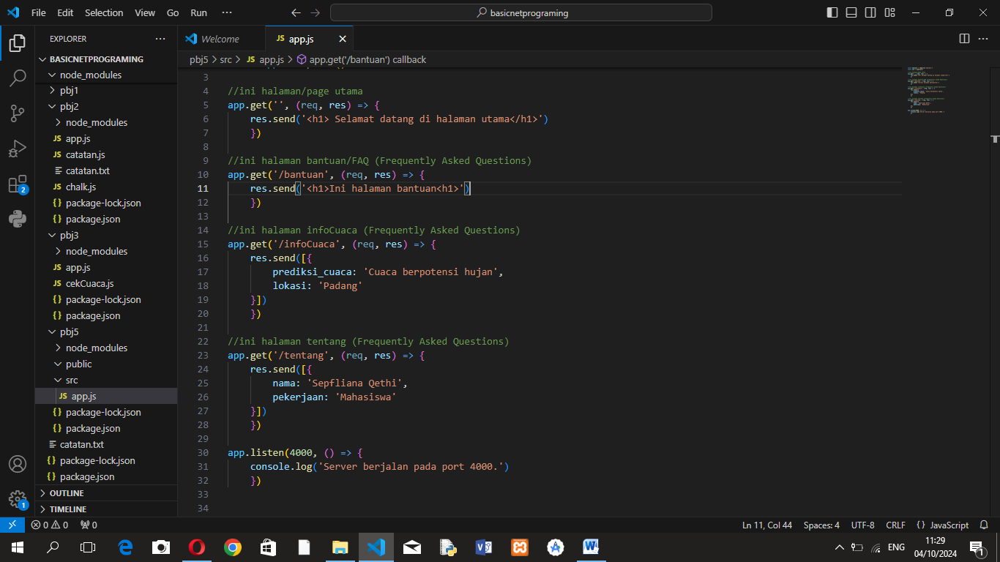 File Edit Selection View Go Run ··· basicnetprograming
EXPLORER ···
BASICNETPROGRAMING
node_modules
pbj1
pbj2
node_modules
JS app.js
JS catatan.js
catatan.txt
JS chalk.js
{} package-lock.json
{} package.json
pbj3
node_modules
JS app.js
JS cekCuaca.js
{} package-lock.json
{} package.json
pbj5
node_modules
public
src
JS app.js
{} package-lock.json
{} package.json
catatan.txt
{} package-lock.json
{} package.json
OUTLINE
TIMELINE
2
1
Welcome JS app.js
pbj5 > src > JS app.js > app.get('/bantuan') callback
3
4 //ini halaman/page utama
5 app.get('', (req, res) => {
6 res.send('<h1> Selamat datang di halaman utama</h1>')
7 })
8
9 //ini halaman bantuan/FAQ (Frequently Asked Questions)
10 app.get('/bantuan', (req, res) => {
11 res.send('<h1>Ini halaman bantuan<h1>')
12 })
13
14 //ini halaman infoCuaca (Frequently Asked Questions)
15 app.get('/infoCuaca', (req, res) => {
16 res.send([{
17 prediksi_cuaca: 'Cuaca berpotensi hujan',
18 lokasi: 'Padang'
19 }])
20 })
21
22 //ini halaman tentang (Frequently Asked Questions)
23 app.get('/tentang', (req, res) => {
24 res.send([{
25 nama: 'Sepfliana Qethi',
26 pekerjaan: 'Mahasiswa'
27 }])
28 })
29
30 app.listen(4000, () => {
31 console.log('Server berjalan pada port 4000.')
32 })
33
34
0 0 0 Ln 11, Col 44 Spaces: 4 UTF-8 CRLF {} JavaScript
ENG 11:29
04/10/2024
1